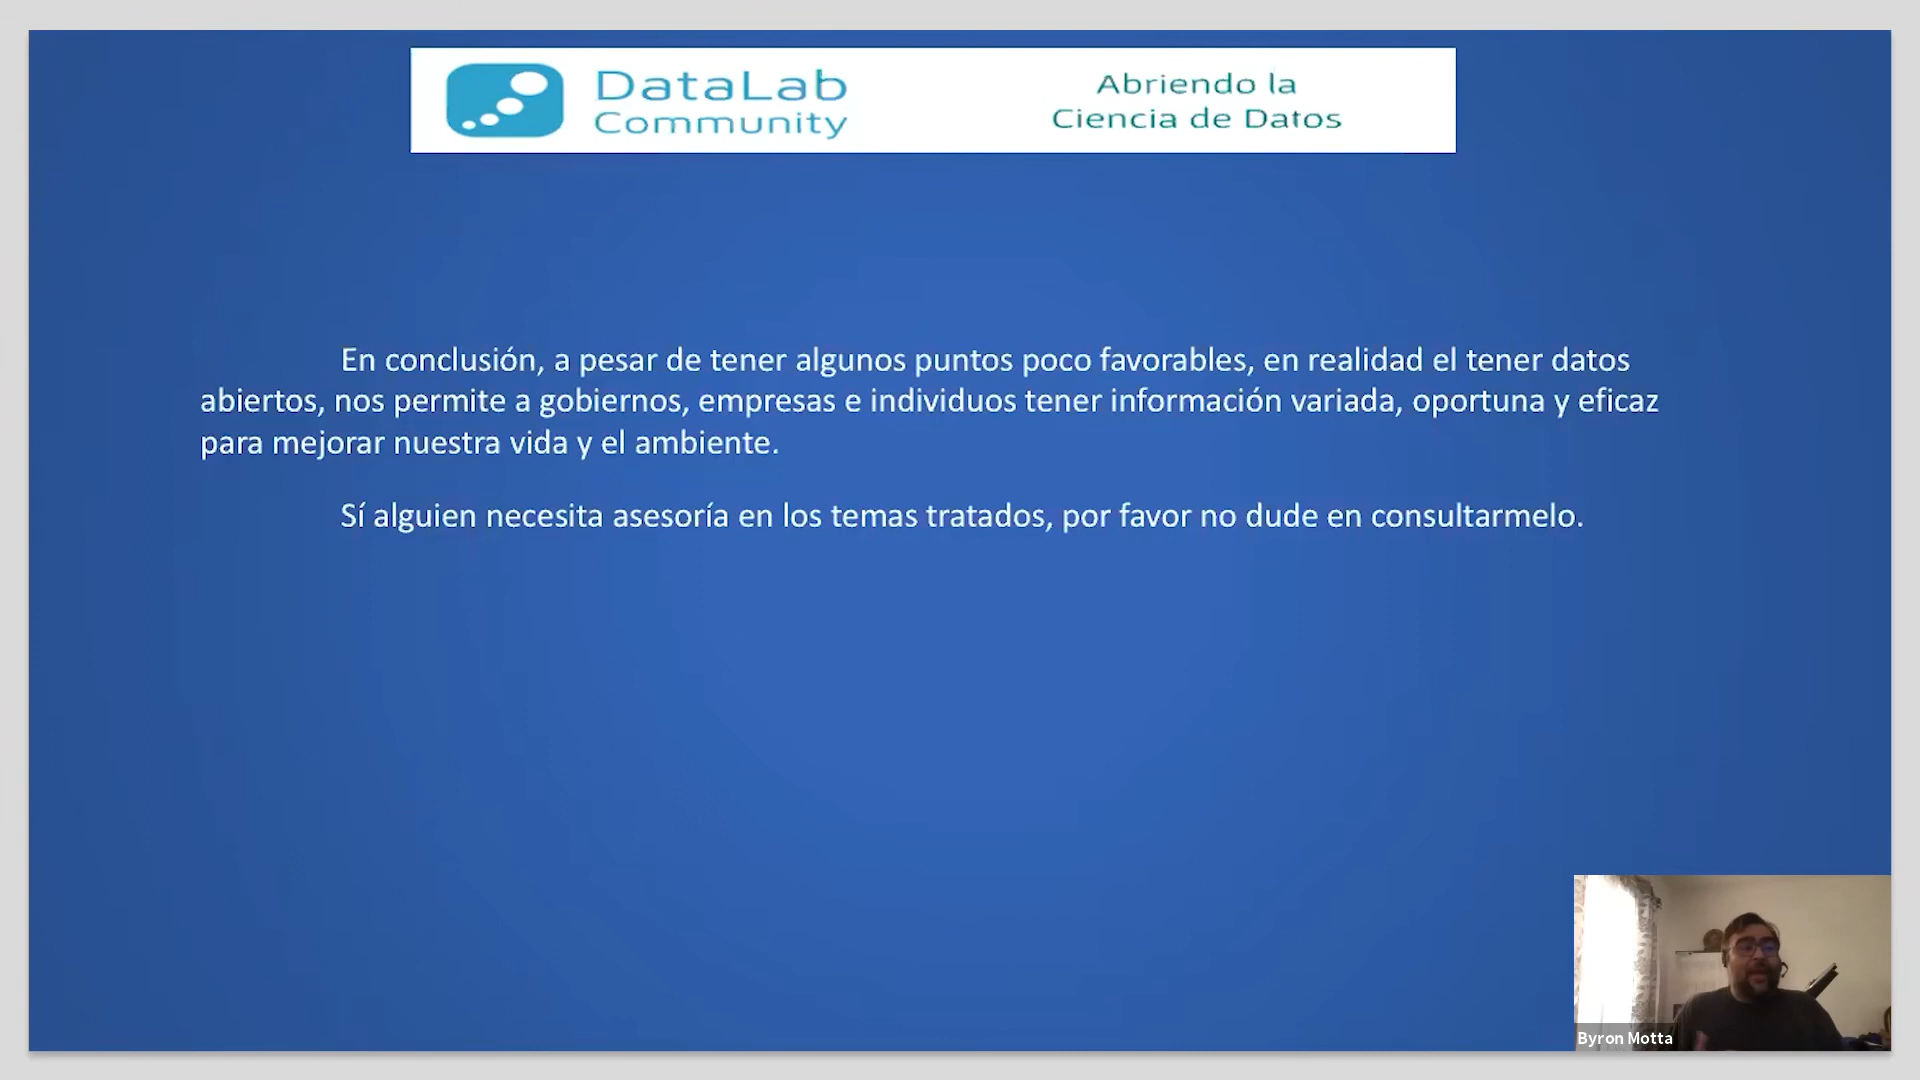 DataLab
Community
Abriendo la
Ciencia de Datos
En conclusión, a pesar de tener algunos puntos poco favorables, en realidad el tener datos
abiertos, nos permite a gobiernos, empresas e individuos tener información variada, oportuna y eficaz
para mejorar nuestra vida y el ambiente.
Sí alguien necesita asesoría en los temas tratados, por favor no dude en consultarmelo.
Byron Motta